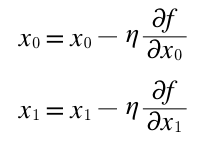 x₀ = x₀ − η ∂f/∂x₀
x₁ = x₁ − η ∂f/∂x₁